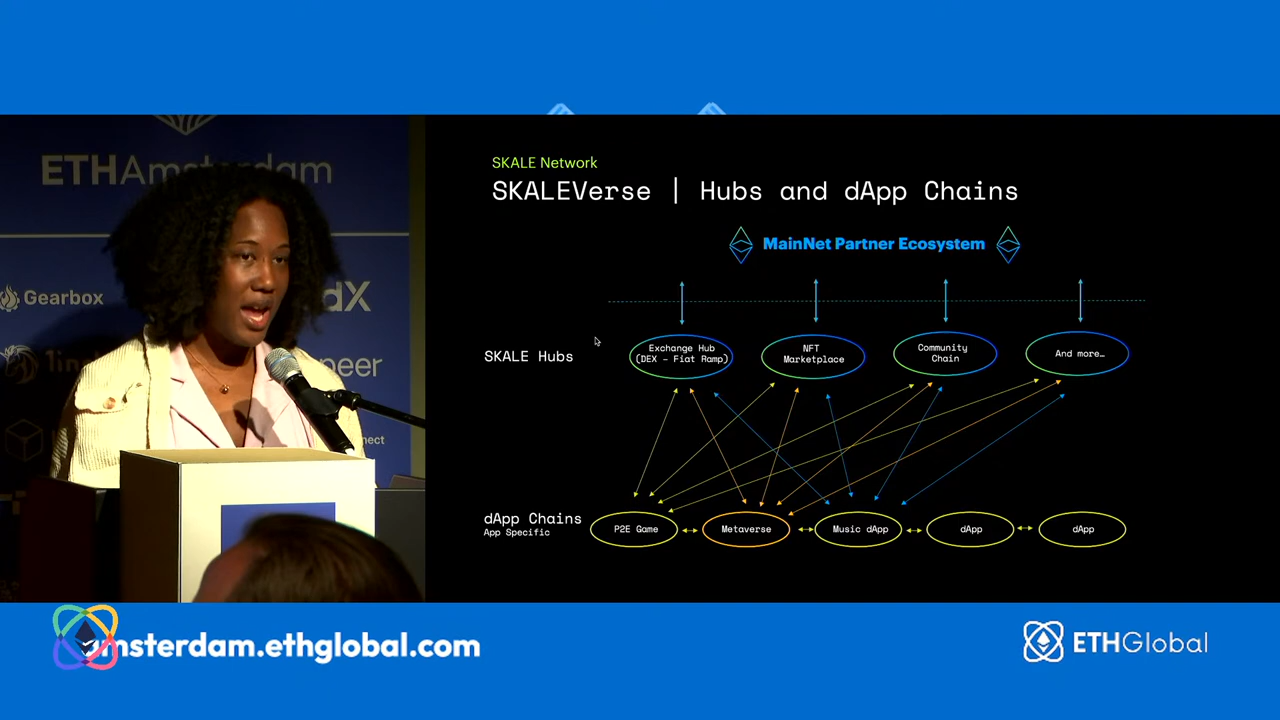 ETHAmsterdam
Gearbox
SKALE Network
SKALEVerse | Hubs and dApp Chains
MainNet Partner Ecosystem
SKALE Hubs
Exchange Hub
(DEX – Fiat Ramp)
NFT
Marketplace
Community
Chain
And more…
dApp Chains
App Specific
P2E Game
Metaverse
Music dApp
dApp
dApp
amsterdam.ethglobal.com
ETHGlobal